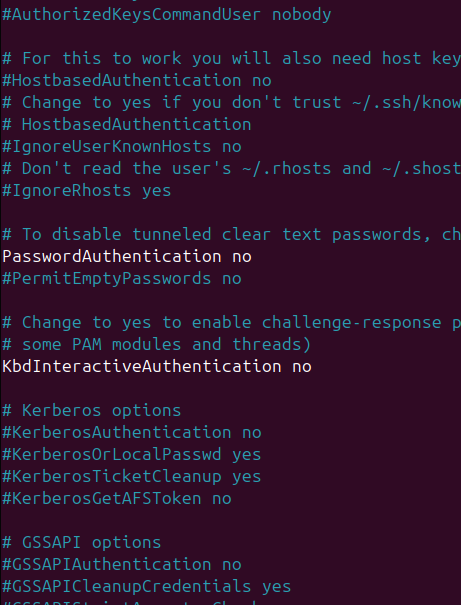 #AuthorizedKeysCommandUser nobody
# For this to work you will also need host key
#HostbasedAuthentication no
# Change to yes if you don't trust ~/.ssh/know
# HostbasedAuthentication
#IgnoreUserKnownHosts no
# Don't read the user's ~/.rhosts and ~/.shost
#IgnoreRhosts yes
# To disable tunneled clear text passwords, ch
PasswordAuthentication no
#PermitEmptyPasswords no
# Change to yes to enable challenge-response p
# some PAM modules and threads)
KbdInteractiveAuthentication no
# Kerberos options
#KerberosAuthentication no
#KerberosOrLocalPasswd yes
#KerberosTicketCleanup yes
#KerberosGetAFSToken no
# GSSAPI options
#GSSAPIAuthentication no
#GSSAPICleanupCredentials yes